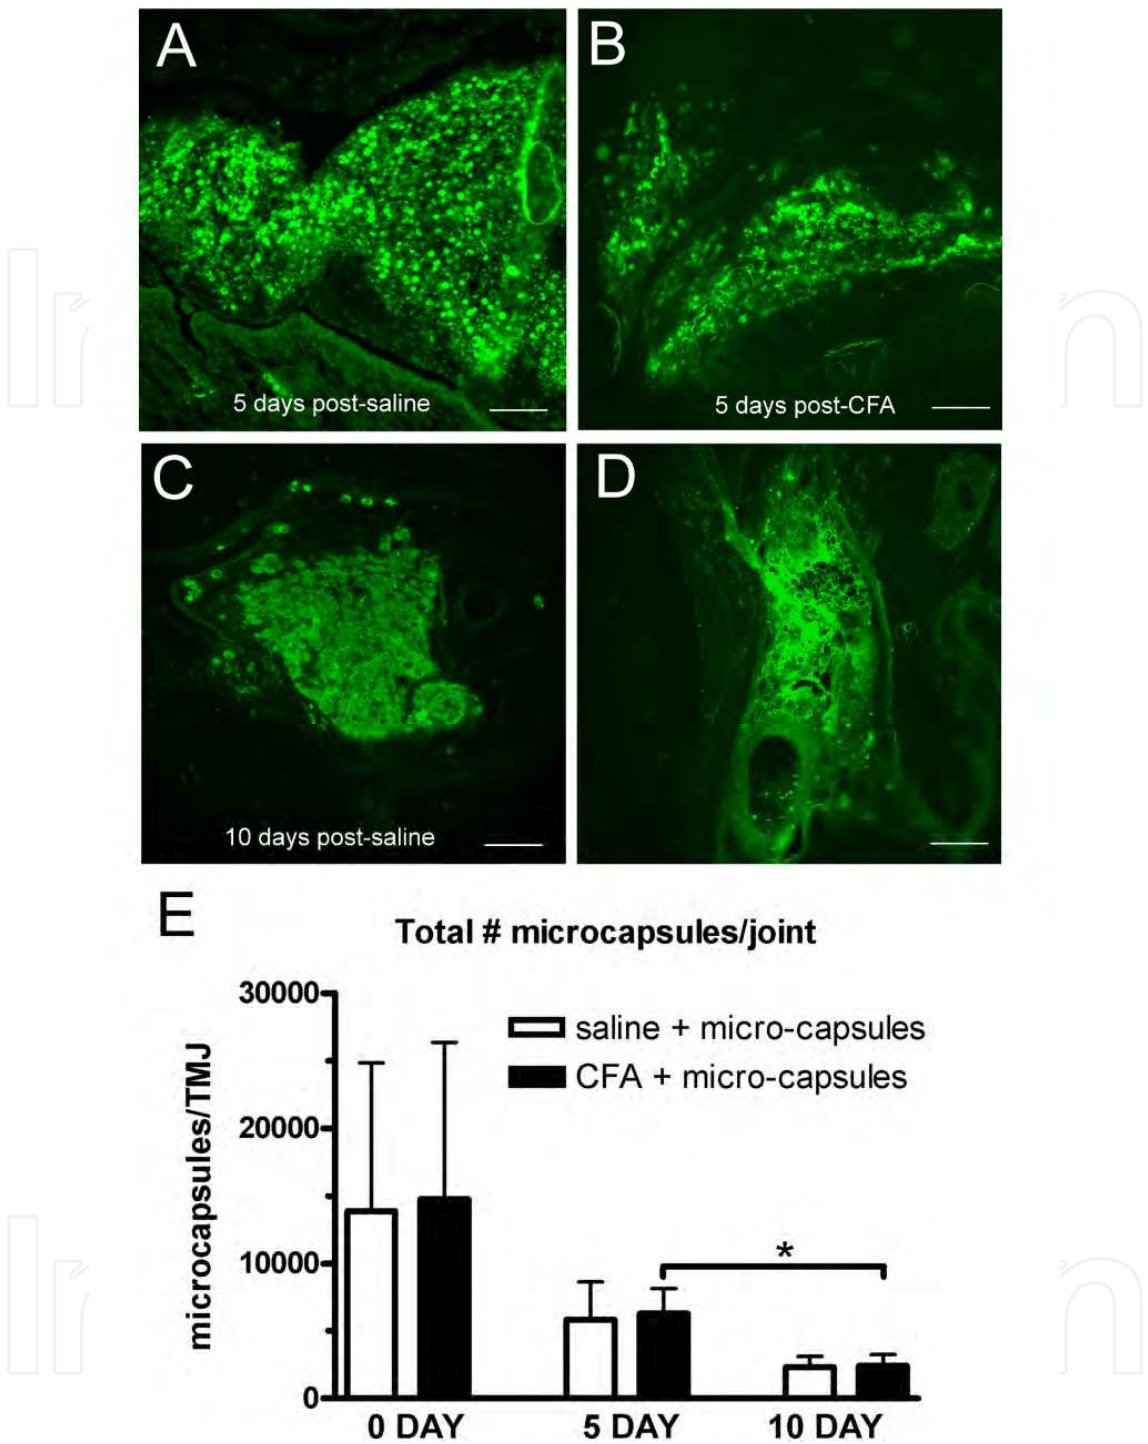 A
B
5 days post-saline
5 days post-CFA
C
D
10 days post-saline
E
Total # microcapsules/joint
microcapsules/TMJ
30000
20000
10000
0
saline + micro-capsules
CFA + micro-capsules
*
0 DAY
5 DAY
10 DAY